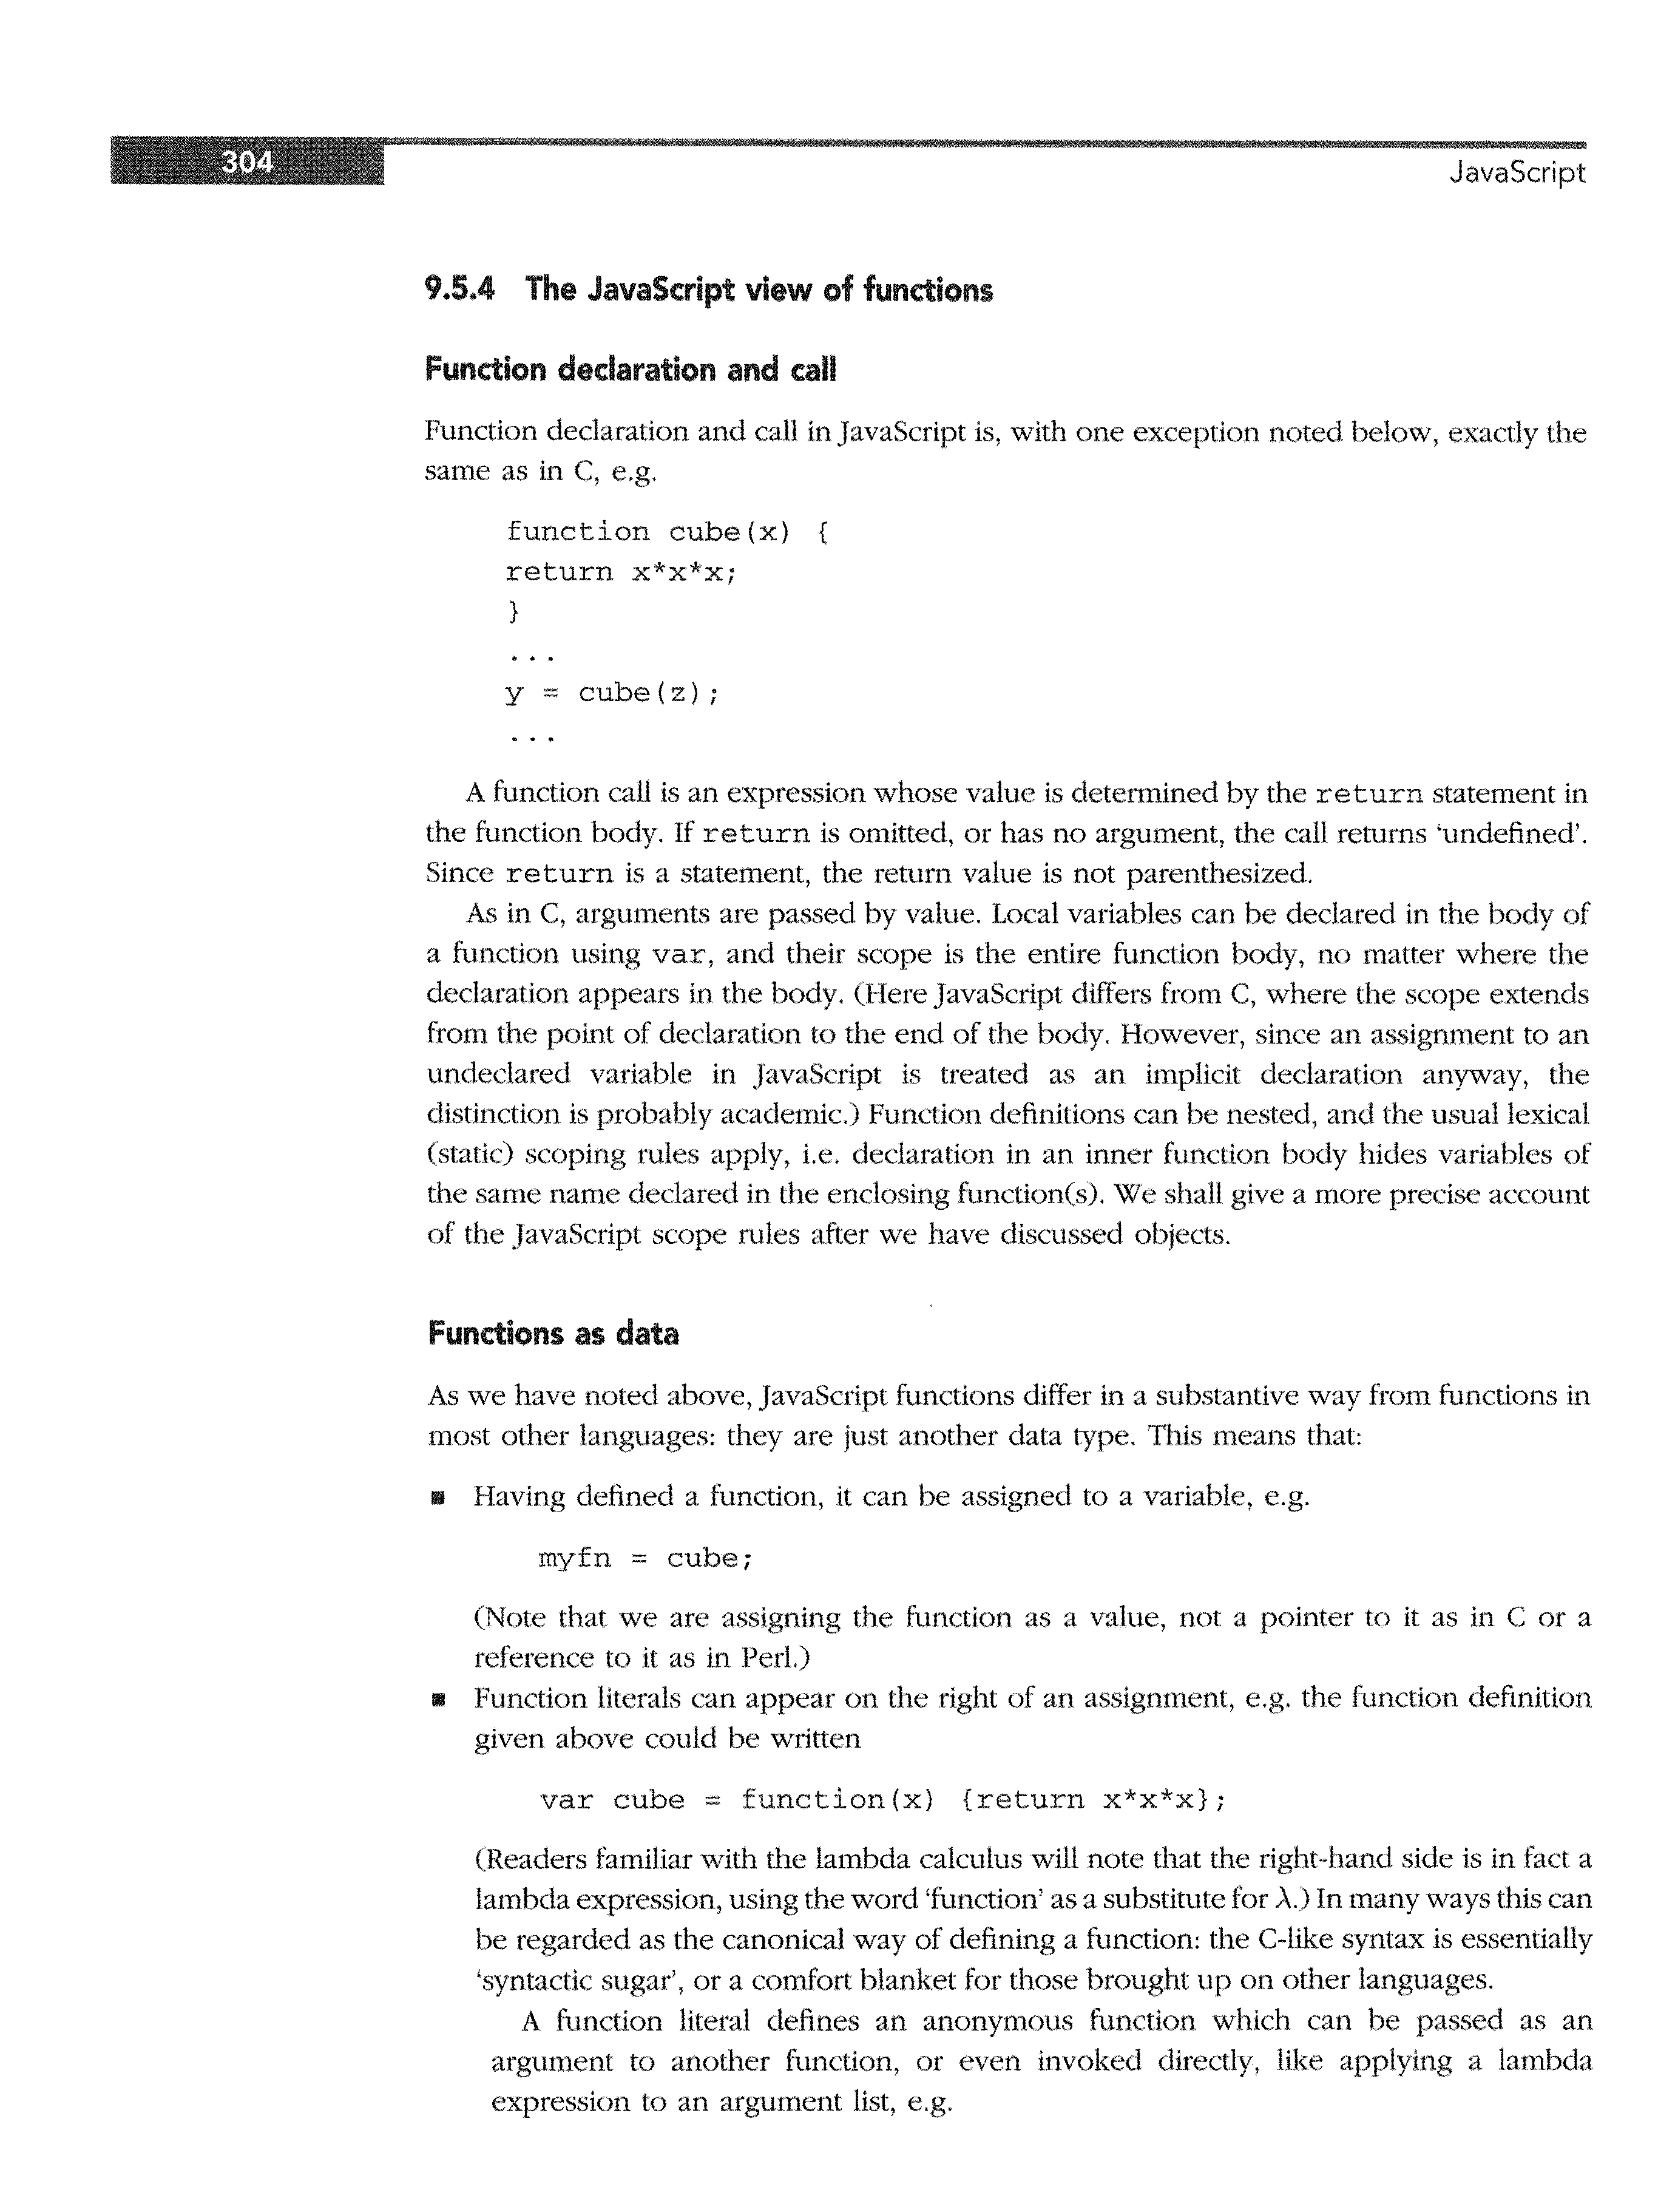 304
JavaScript
9.5.4 The JavaScript view of functions
Function declaration and call
Function declaration and call in JavaScript is, with one exception noted below, exactly the
same as in C, e.g.
function cube(x) {
return x*x*x;
}
...
y = cube(z);
...
A function call is an expression whose value is determined by the return statement in
the function body. If return is omitted, or has no argument, the call returns ‘undefined’.
Since return is a statement, the return value is not parenthesized.
As in C, arguments are passed by value. Local variables can be declared in the body of
a function using var, and their scope is the entire function body, no matter where the
declaration appears in the body. (Here JavaScript differs from C, where the scope extends
from the point of declaration to the end of the body. However, since an assignment to an
undeclared variable in JavaScript is treated as an implicit declaration anyway, the
distinction is probably academic.) Function definitions can be nested, and the usual lexical
(static) scoping rules apply, i.e. declaration in an inner function body hides variables of
the same name declared in the enclosing function(s). We shall give a more precise account
of the JavaScript scope rules after we have discussed objects.
Functions as data
As we have noted above, JavaScript functions differ in a substantive way from functions in
most other languages: they are just another data type. This means that:
■ Having defined a function, it can be assigned to a variable, e.g.
myfn = cube;
(Note that we are assigning the function as a value, not a pointer to it as in C or a
reference to it as in Perl.)
■ Function literals can appear on the right of an assignment, e.g. the function definition
given above could be written
var cube = function(x) {return x*x*x};
(Readers familiar with the lambda calculus will note that the right-hand side is in fact a
lambda expression, using the word ‘function’ as a substitute for λ.) In many ways this can
be regarded as the canonical way of defining a function: the C-like syntax is essentially
‘syntactic sugar’, or a comfort blanket for those brought up on other languages.
A function literal defines an anonymous function which can be passed as an
argument to another function, or even invoked directly, like applying a lambda
expression to an argument list, e.g.